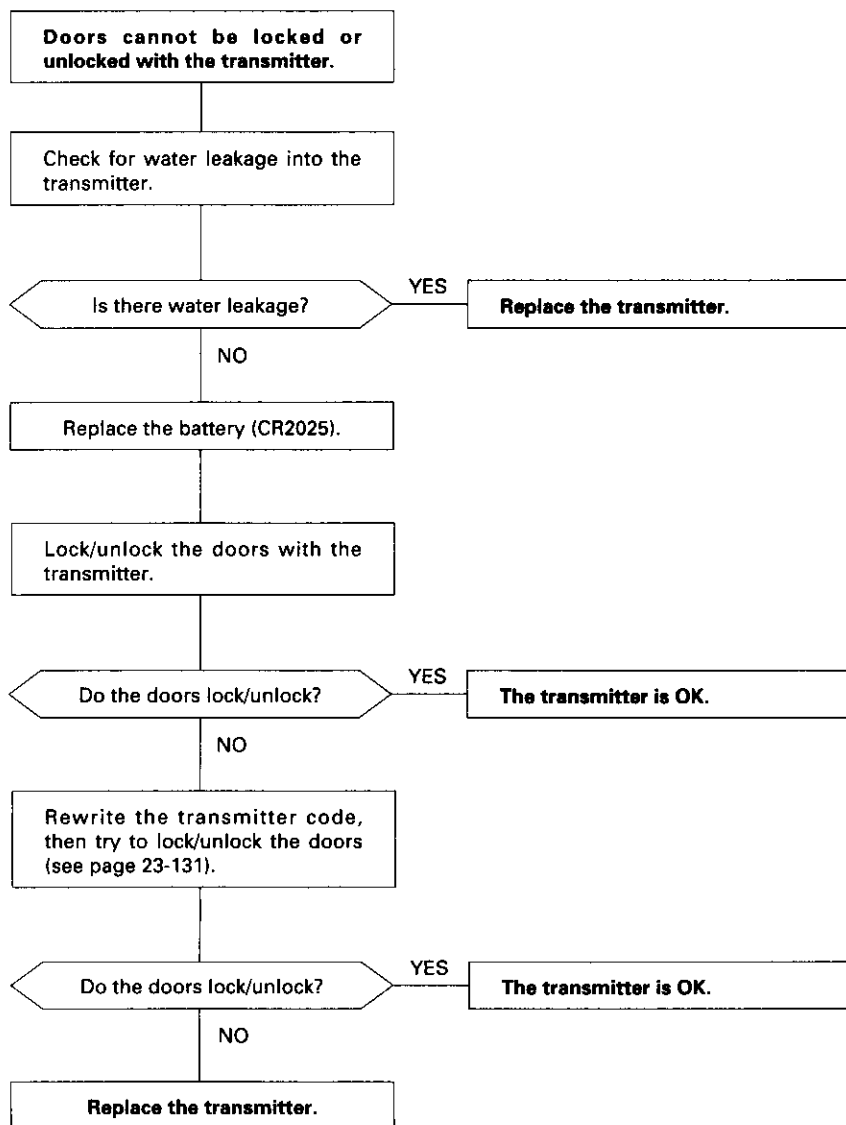 Doors cannot be locked or
unlocked with the transmitter.
Check for water leakage into the
transmitter.
Is there water leakage?
YES
Replace the transmitter.
NO
Replace the battery (CR2025).
Lock/unlock the doors with the
transmitter.
Do the doors lock/unlock?
YES
The transmitter is OK.
NO
Rewrite the transmitter code,
then try to lock/unlock the doors
(see page 23-131).
Do the doors lock/unlock?
YES
The transmitter is OK.
NO
Replace the transmitter.